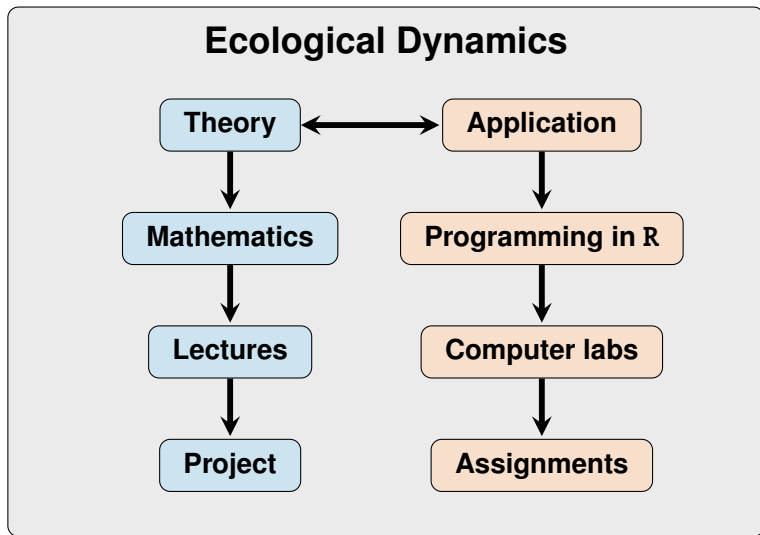 Ecological Dynamics
Theory
Application
Mathematics
Programming in R
Lectures
Computer labs
Project
Assignments